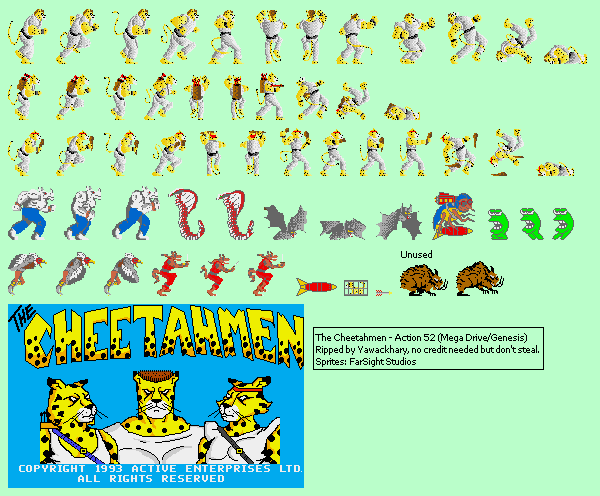 Unused
THE
CHEETAHMEN
The Cheetahmen - Action 52 (Mega Drive/Genesis)
Ripped by Yawackhary, no credit needed but don't steal.
Sprites: FarSight Studios
COPYRIGHT 1993 ACTIVE ENTERPRISES LTD.
ALL RIGHTS RESERVED